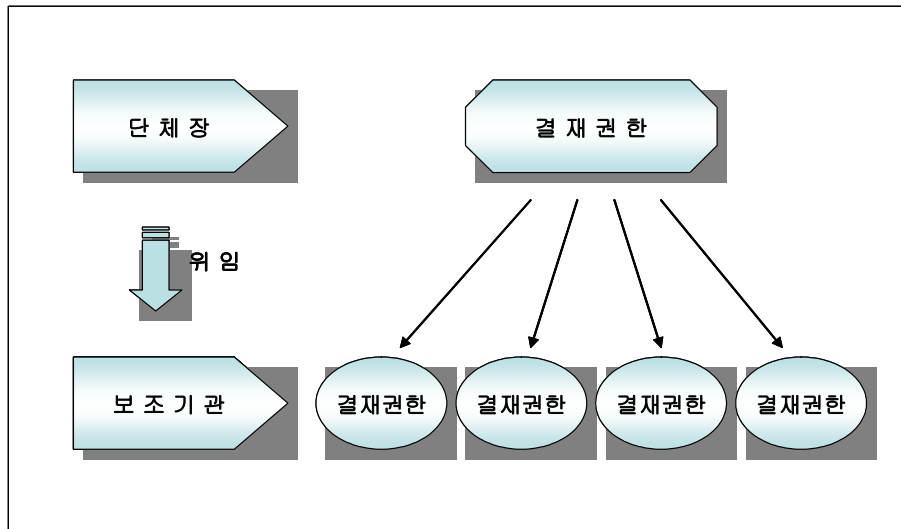 단 체 장
결 재 권 한
위 임
보 조 기 관
결재권한
결재권한
결재권한
결재권한